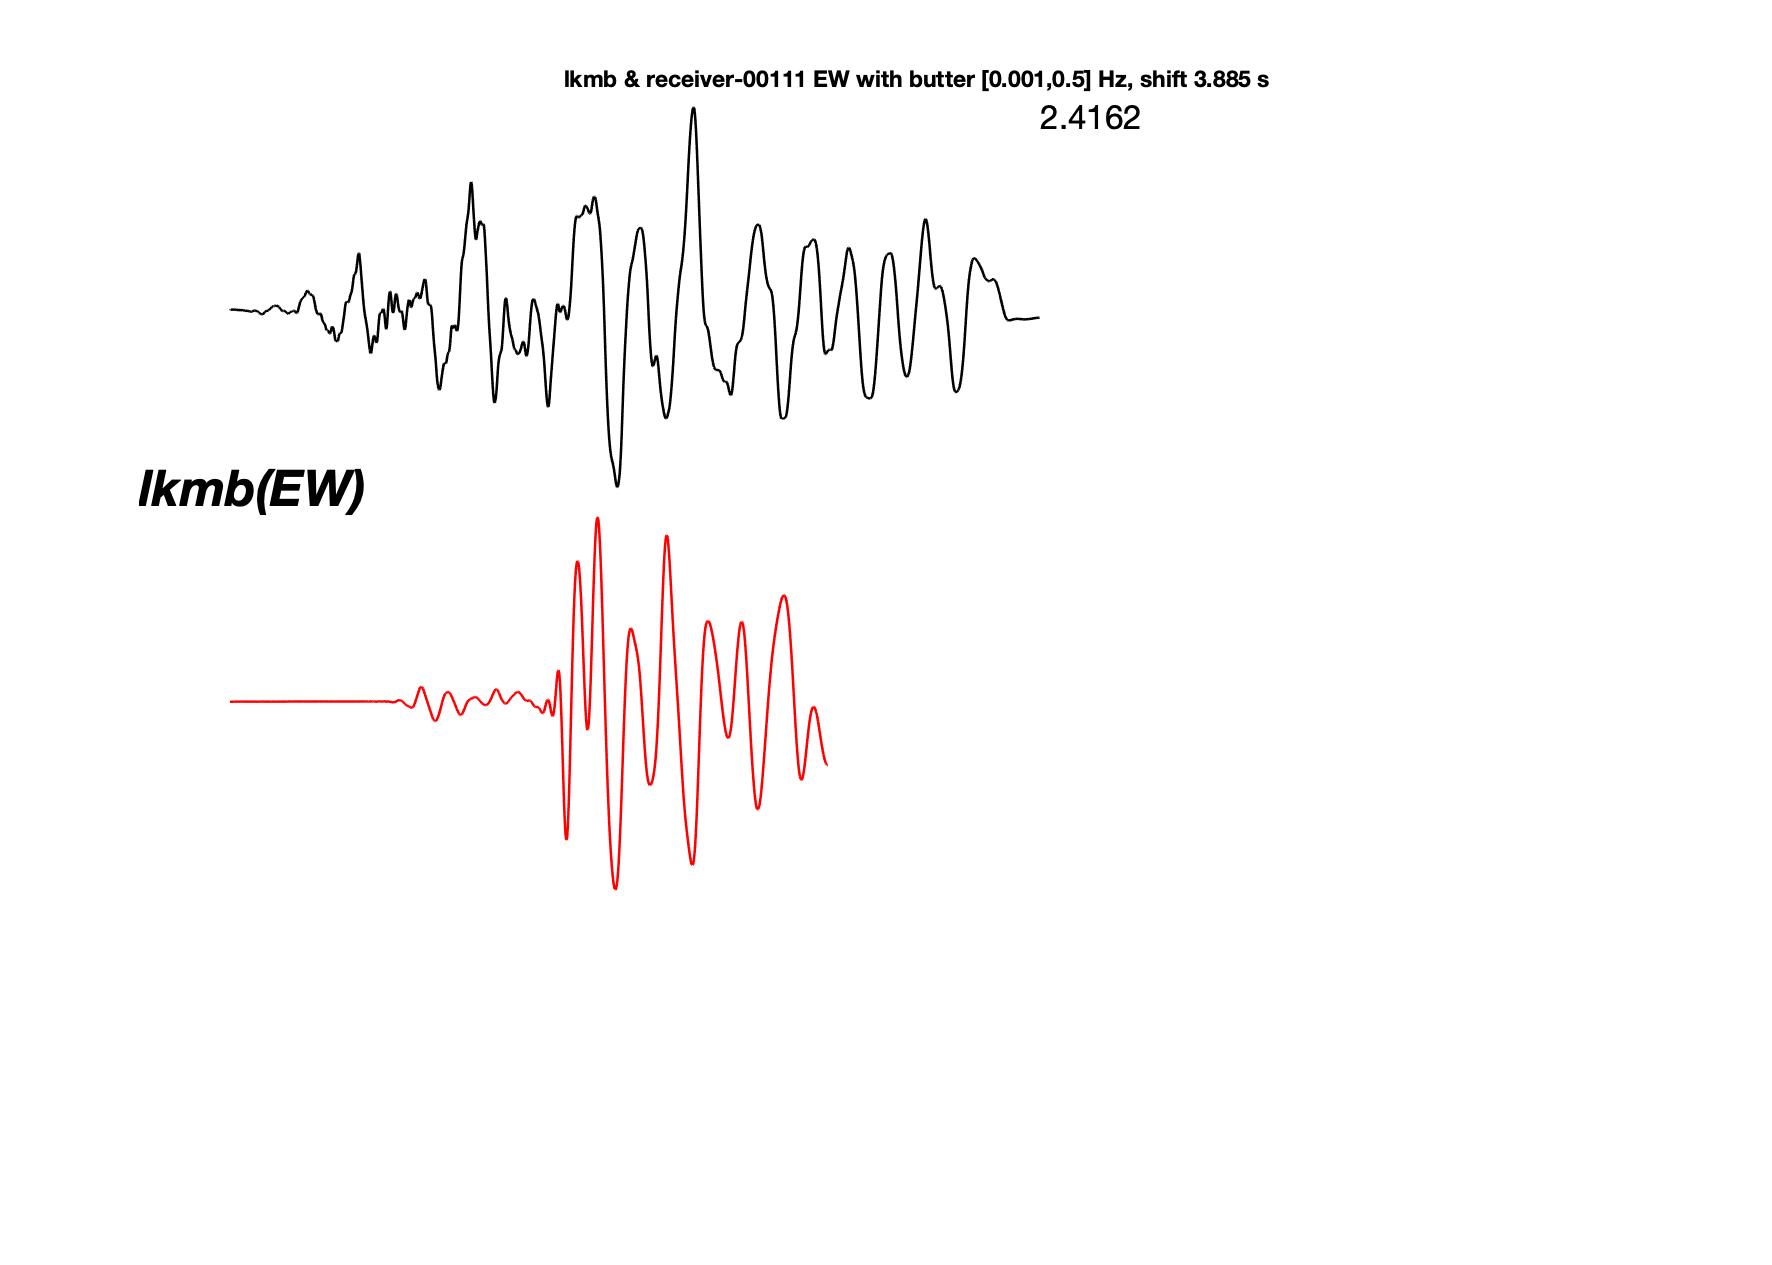 lkmb & receiver-00111 EW with butter [0.001,0.5] Hz, shift 3.885 s
2.4162
lkmb(EW)